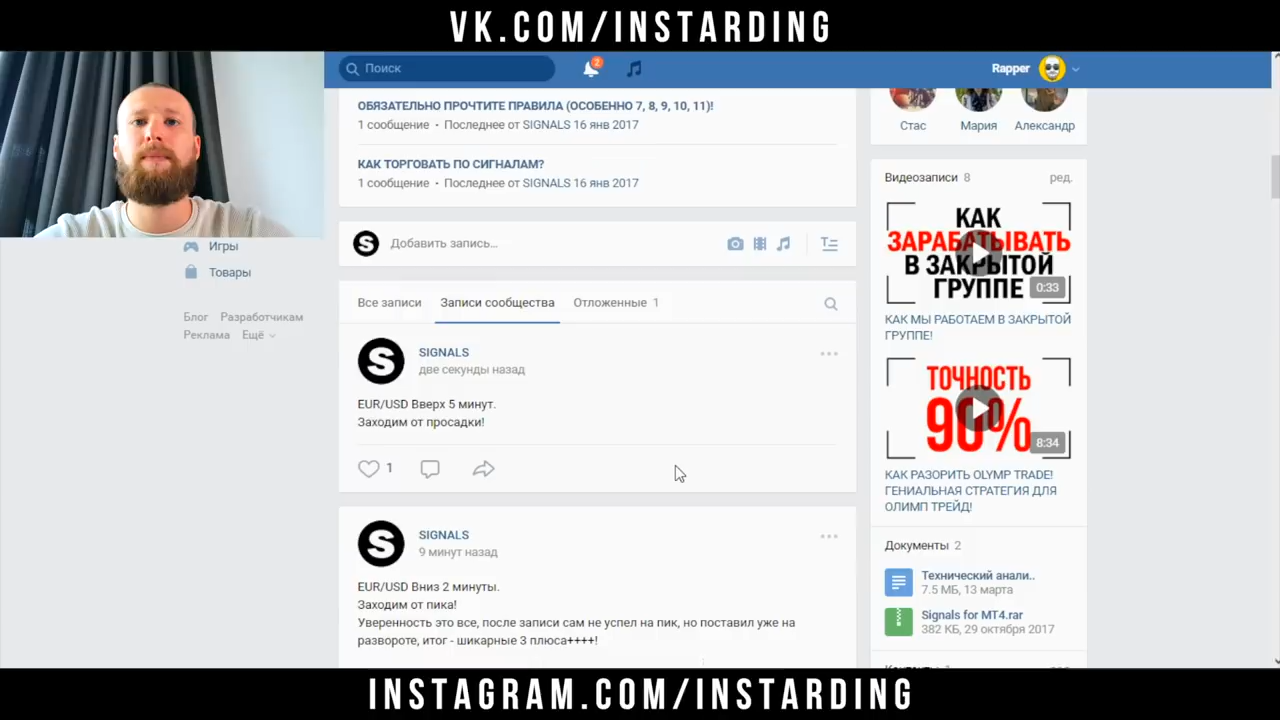 VK.COM/INSTARDING
Поиск
2
Rapper
ОБЯЗАТЕЛЬНО ПРОЧТИТЕ ПРАВИЛА (ОСОБЕННО 7, 8, 9, 10, 11)!
1 сообщение • Последнее от SIGNALS 16 янв 2017
КАК ТОРГОВАТЬ ПО СИГНАЛАМ?
1 сообщение • Последнее от SIGNALS 16 янв 2017
Игры
Товары
Блог Разработчикам
Реклама Ещё
S
Добавить запись...
Все записи Записи сообщества Отложенные 1
S
SIGNALS
две секунды назад
EUR/USD Вверх 5 минут.
Заходим от просадки!
1
S
SIGNALS
9 минут назад
EUR/USD Вниз 2 минуты.
Заходим от пика!
Уверенность это все, после записи сам не успел на пик, но поставил уже на
развороте, итог - шикарные 3 плюса++++!
Стас Мария Александр
Видеозаписи 8 ред.
КАК
ЗАРАБАТЫВАТЬ
В ЗАКРЫТОЙ
ГРУППЕ
0:33
КАК МЫ РАБОТАЕМ В ЗАКРЫТОЙ
ГРУППЕ!
ТОЧНОСТЬ
90%
8:34
КАК РАЗОРИТЬ OLYMP TRADE!
ГЕНИАЛЬНАЯ СТРАТЕГИЯ ДЛЯ
ОЛИМП ТРЕЙД!
Документы 2
Технический анали..
7.5 МБ, 13 марта
Signals for MT4.rar
382 КБ, 29 октября 2017
INSTAGRAM.COM/INSTARDING